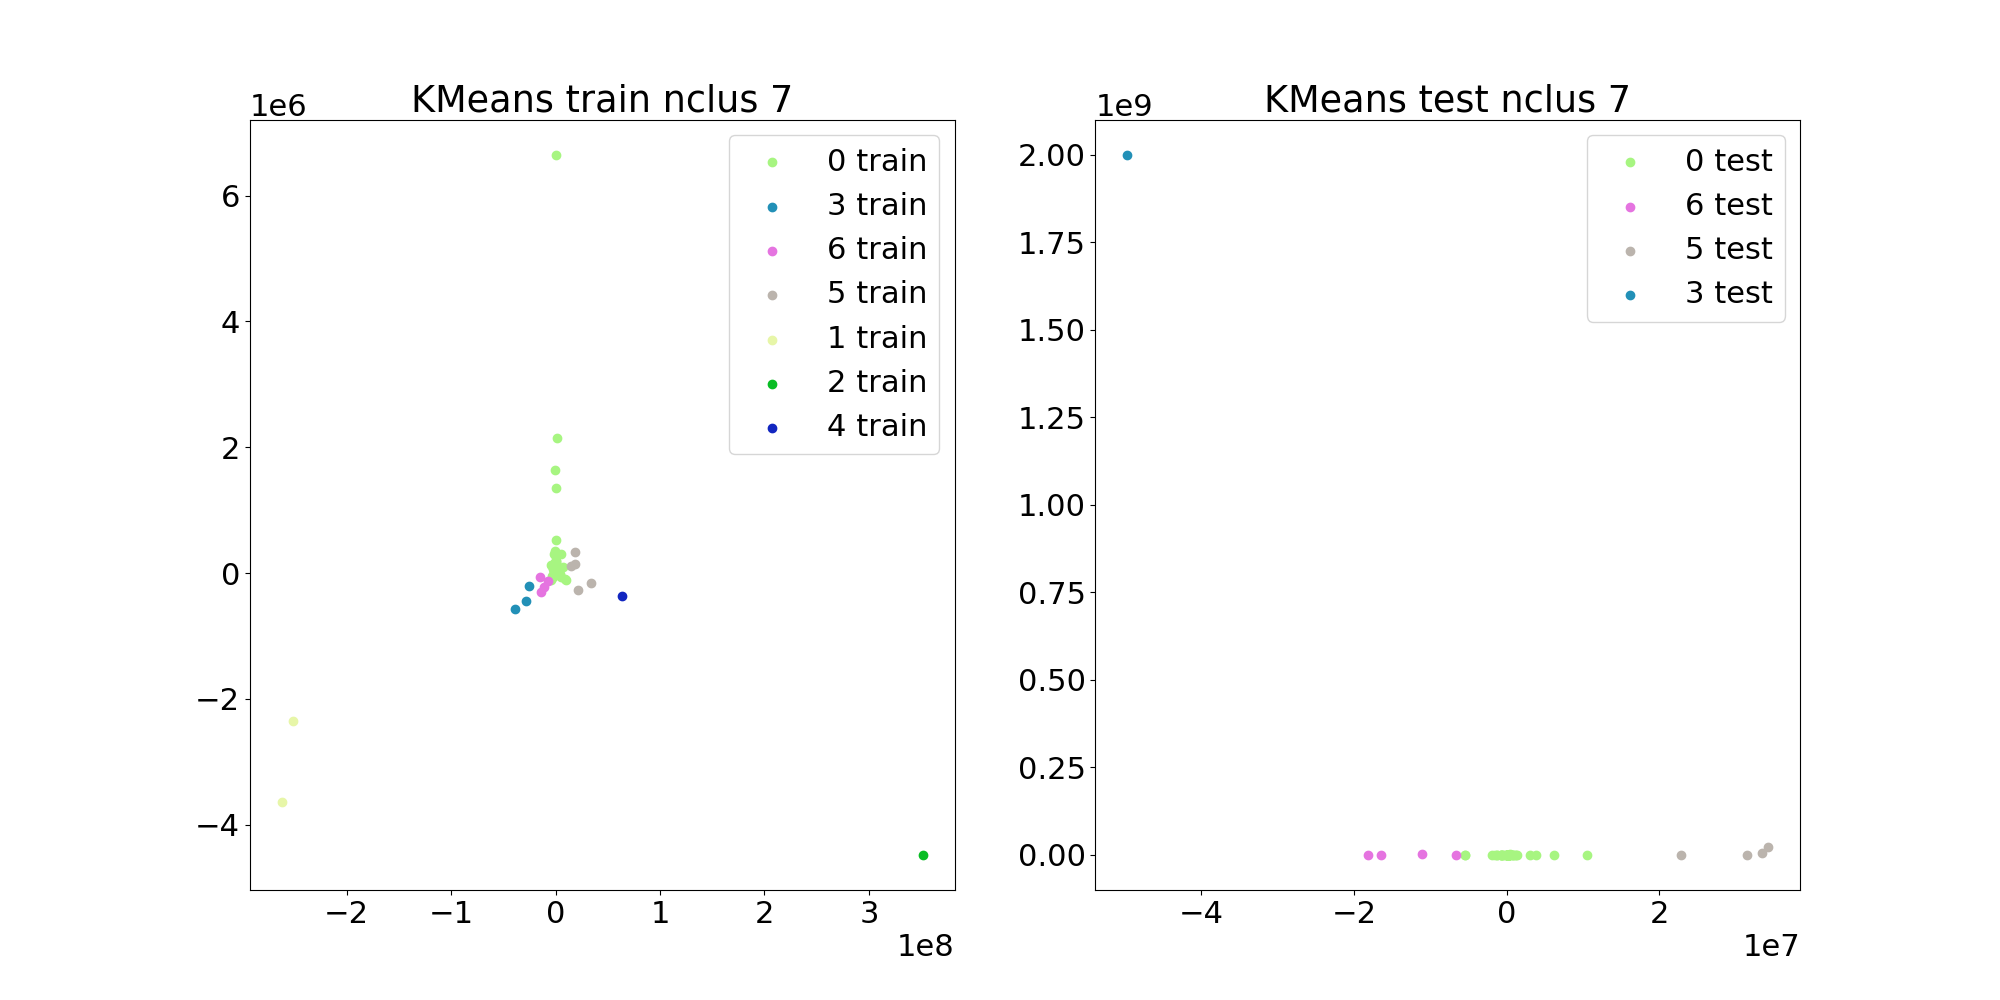 KMeans train nclus 7
1e6
6
4
2
0
−2
−4
−2
−1
0
1
2
3
1e8
0 train
3 train
6 train
5 train
1 train
2 train
4 train
KMeans test nclus 7
1e9
2.00
1.75
1.50
1.25
1.00
0.75
0.50
0.25
0.00
−4
−2
0
2
1e7
0 test
6 test
5 test
3 test